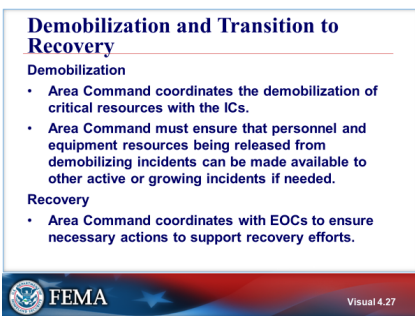 Demobilization and Transition to
Recovery
Demobilization
• Area Command coordinates the demobilization of
critical resources with the ICs.
• Area Command must ensure that personnel and
equipment resources being released from
demobilizing incidents can be made available to
other active or growing incidents if needed.
Recovery
• Area Command coordinates with EOCs to ensure
necessary actions to support recovery efforts.
FEMA
Visual 4.27